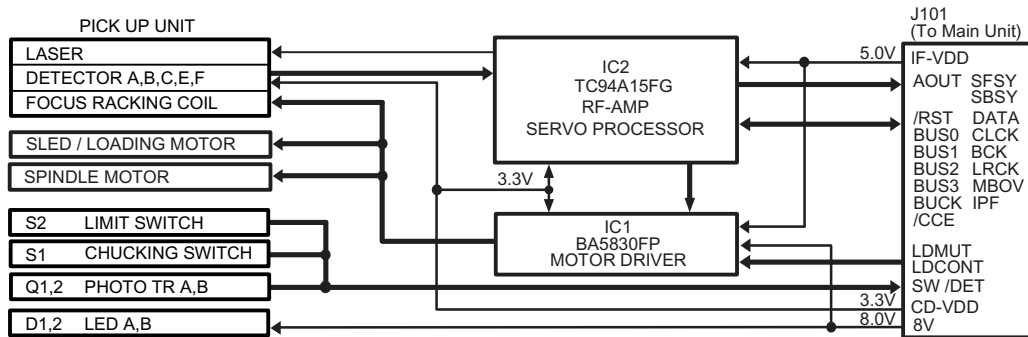 PICK UP UNIT
LASER
DETECTOR A,B,C,E,F
FOCUS RACKING COIL
SLED / LOADING MOTOR
SPINDLE MOTOR
S2 LIMIT SWITCH
S1 CHUCKING SWITCH
Q1,2 PHOTO TR A,B
D1,2 LED A,B
3.3V
IC2
TC94A15FG
RF-AMP
SERVO PROCESSOR
IC1
BA5830FP
MOTOR DRIVER
J101
(To Main Unit)
5.0V
IF-VDD
AOUT SFSY
SBSY
/RST DATA
BUS0 CLCK
BUS1 BCK
BUS2 LRCK
BUS3 MBOV
BUCK IPF
/CCE
LDMUT
LDCONT
SW /DET
3.3V
CD-VDD
8.0V
8V